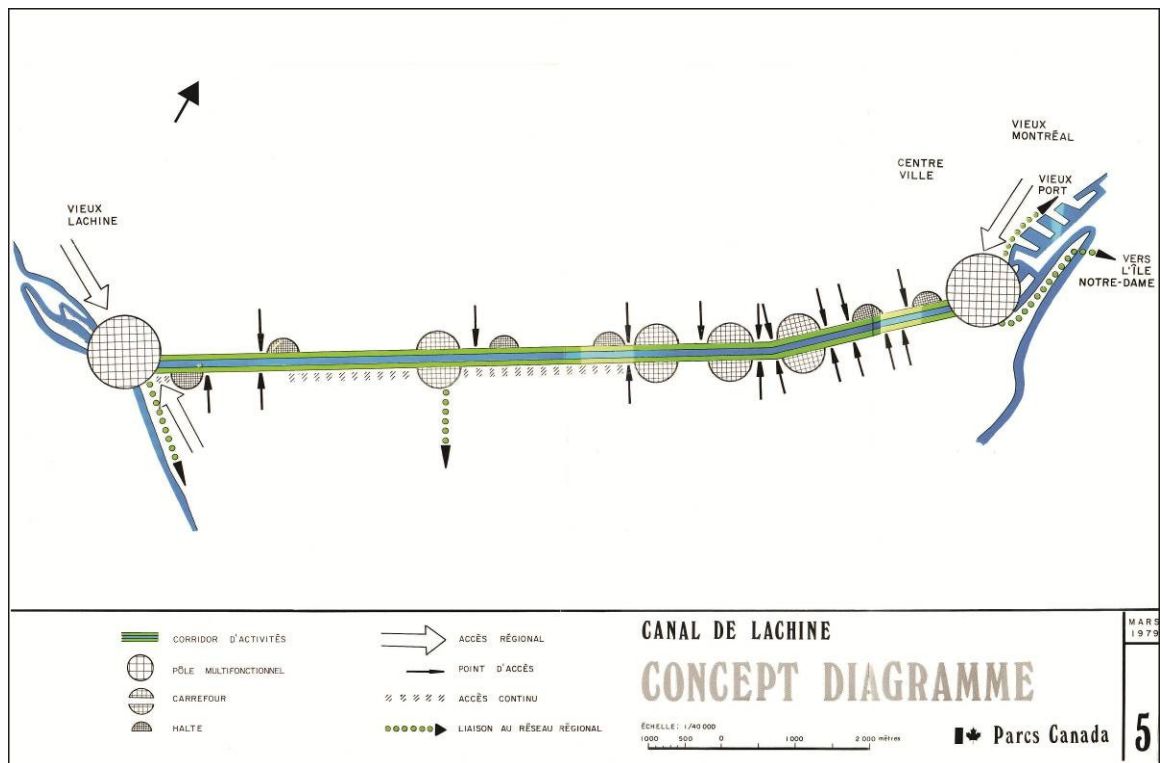 VIEUX
MONTRÉAL
CENTRE
VILLE
VIEUX
PORT
VIEUX
LACHINE
VERS
L'ÎLE
NOTRE-DAME
CORRIDOR D'ACTIVITÉS
PÔLE MULTIFONCTIONNEL
CARREFOUR
HALTE
ACCÈS RÉGIONAL
POINT D'ACCÈS
ACCÈS CONTINU
LIAISON AU RÉSEAU RÉGIONAL
CANAL DE LACHINE
CONCEPT DIAGRAMME
ÉCHELLE: 1/40 000
1000 500 0 1000 2000 mètres
Parcs Canada
MARS
1979
5